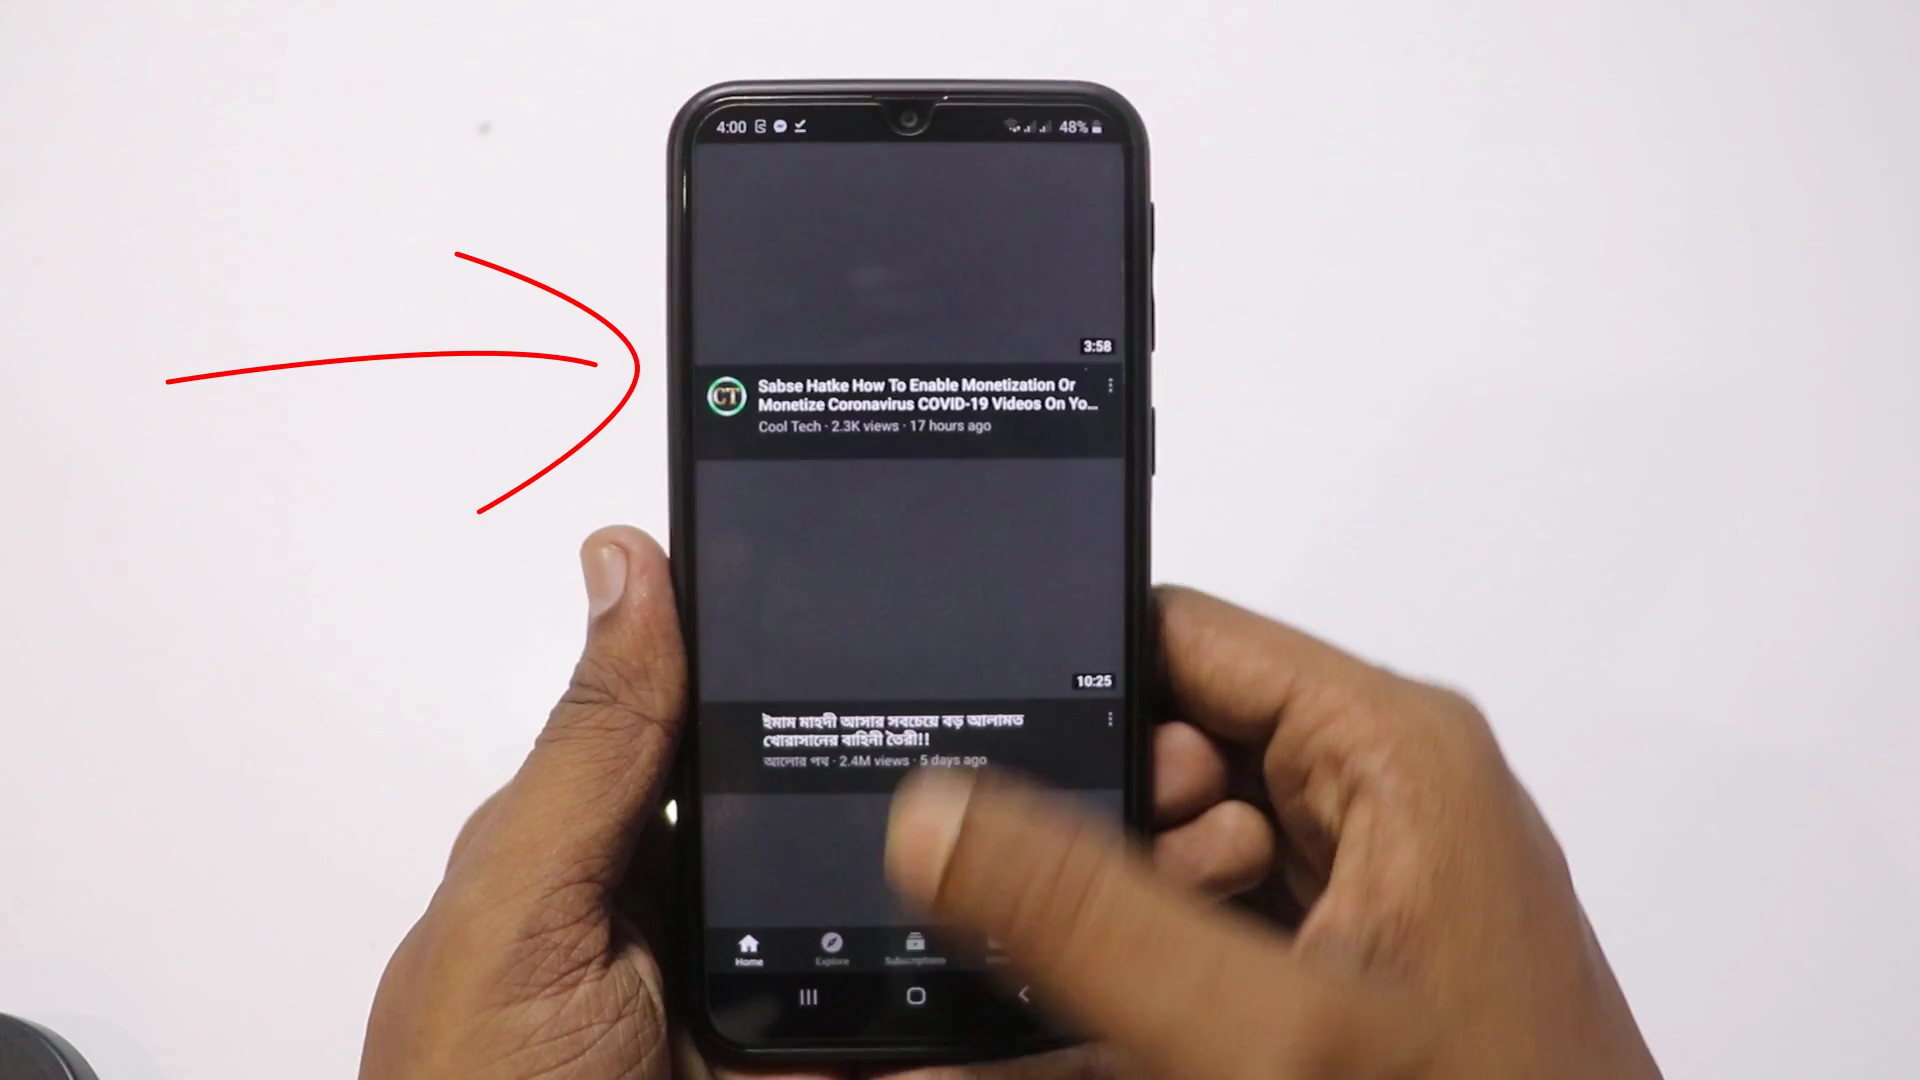 4:00
48%
3:58
CT
Sabse Hatke How To Enable Monetization Or
Monetize Coronavirus COVID-19 Videos On Yo...
Cool Tech · 2.3K views · 17 hours ago
10:25
ইমাম মাহদী আসার সবচেয়ে বড় আলামত
খোরাসানের বাহিনী তৈরী!!
আলোর পথ · 2.4M views · 5 days ago
Home
Explore
Subscriptions